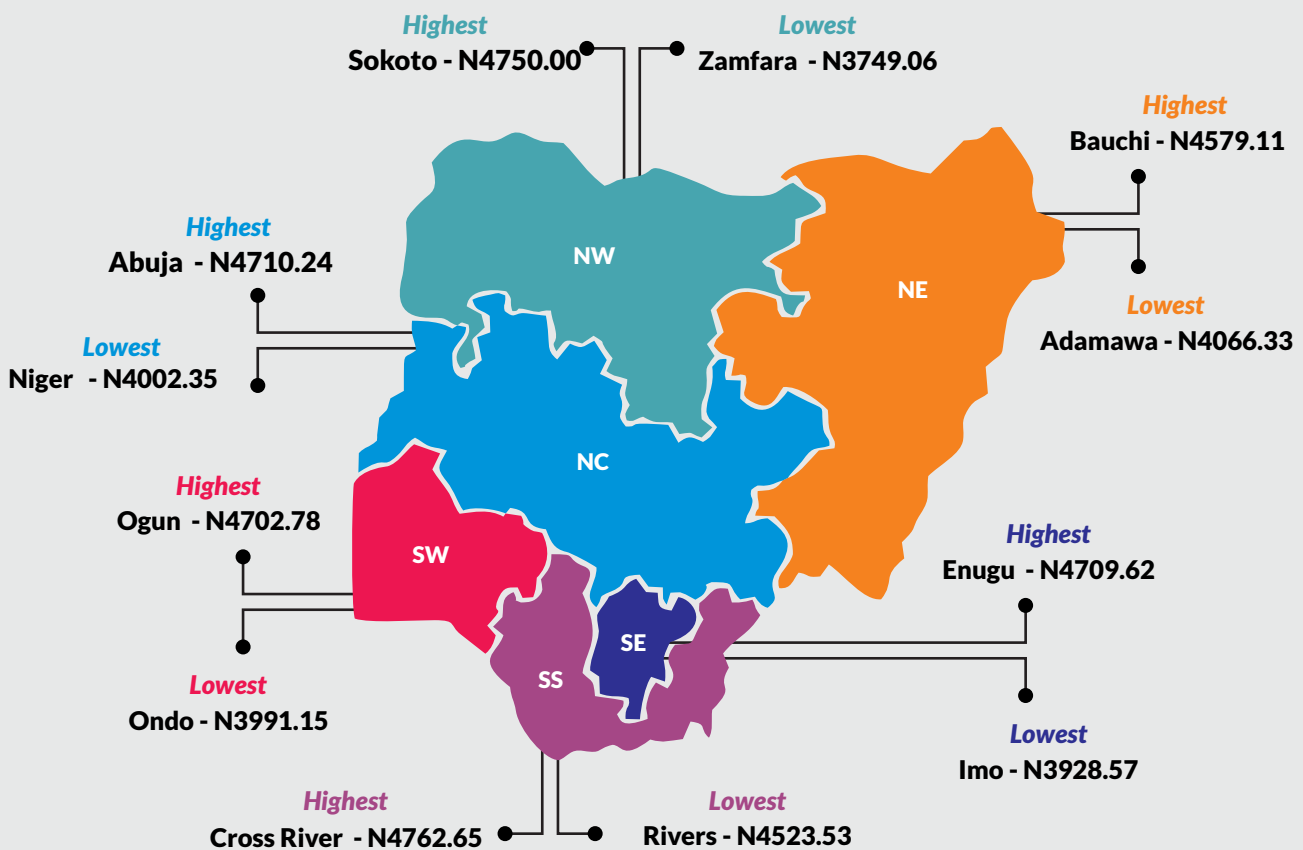 Highest
Sokoto - N4750.00
Lowest
Zamfara - N3749.06
Highest
Bauchi - N4579.11
Highest
Abuja - N4710.24
NW
NE
Lowest
Adamawa - N4066.33
Lowest
Niger - N4002.35
NC
Highest
Ogun - N4702.78
SW
Highest
Enugu - N4709.62
SE
SS
Lowest
Ondo - N3991.15
Lowest
Imo - N3928.57
Highest
Cross River - N4762.65
Lowest
Rivers - N4523.53